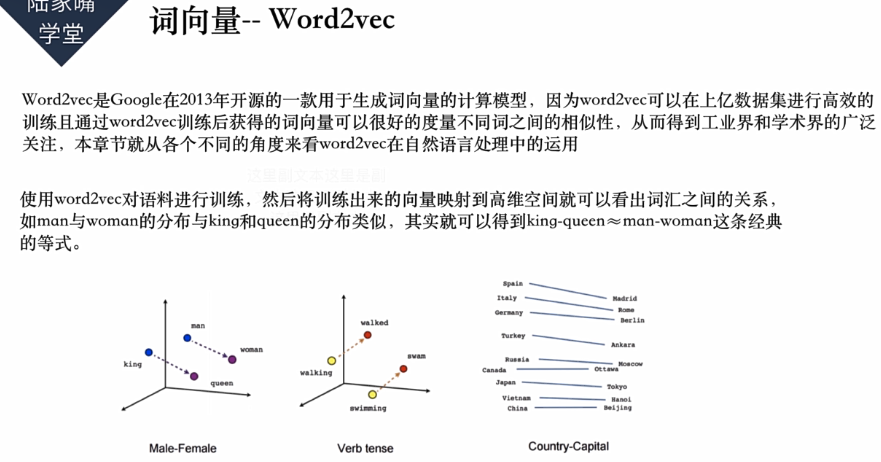 陆家嘴
学堂
词向量-- Word2vec
Word2vec是Google在2013年开源的一款用于生成词向量的计算模型，因为word2vec可以在上亿数据集进行高效的
训练且通过word2vec训练后获得的词向量可以很好的度量不同词之间的相似性，从而得到工业界和学术界的广泛
关注，本章节就从各个不同的角度来看word2vec在自然语言处理中的运用
使用word2vec对语料进行训练，然后将训练出来的向量映射到高维空间就可以看出词汇之间的关系，
如man与woman的分布与king和queen的分布类似，其实就可以得到king-queen≈man-woman这条经典
的等式。
man
woman
king
queen
Male-Female
walked
swam
walking
swimming
Verb tense
Spain
Madrid
Italy
Rome
Germany
Berlin
Turkey
Ankara
Russia
Moscow
Canada
Ottawa
Japan
Tokyo
Vietnam
Hanoi
China
Beijing
Country-Capital